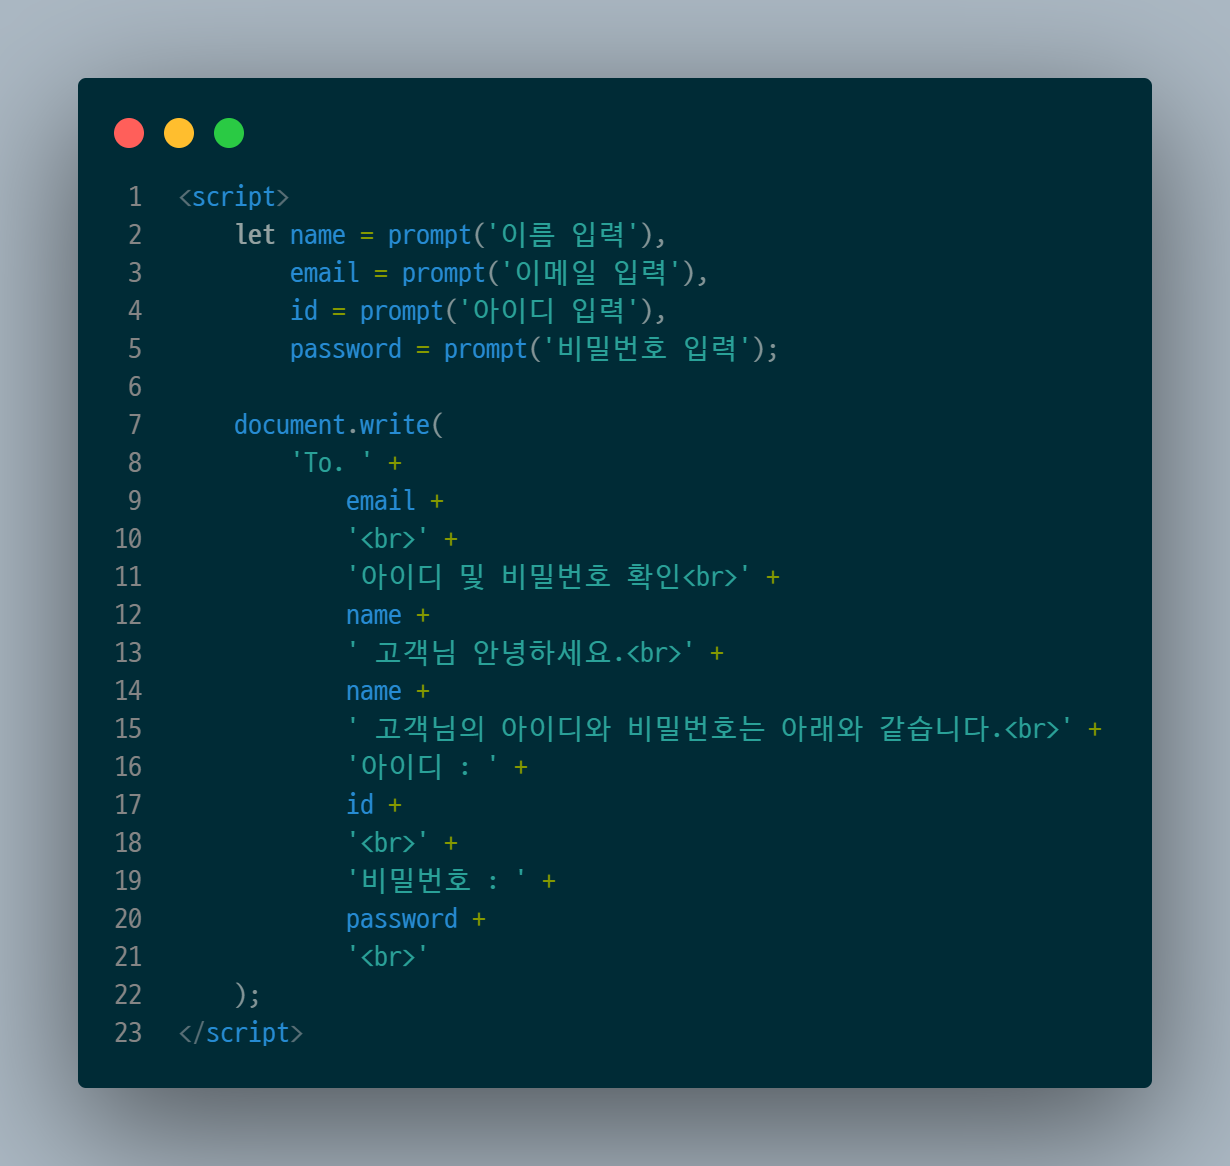 1 <script>
2     let name = prompt('이름 입력'),
3         email = prompt('이메일 입력'),
4         id = prompt('아이디 입력'),
5         password = prompt('비밀번호 입력');
6
7     document.write(
8         'To. ' +
9             email +
10             '<br>' +
11             '아이디 및 비밀번호 확인<br>' +
12             name +
13             ' 고객님 안녕하세요.<br>' +
14             name +
15             ' 고객님의 아이디와 비밀번호는 아래와 같습니다.<br>' +
16             '아이디 : ' +
17             id +
18             '<br>' +
19             '비밀번호 : ' +
20             password +
21             '<br>'
22     );
23 </script>